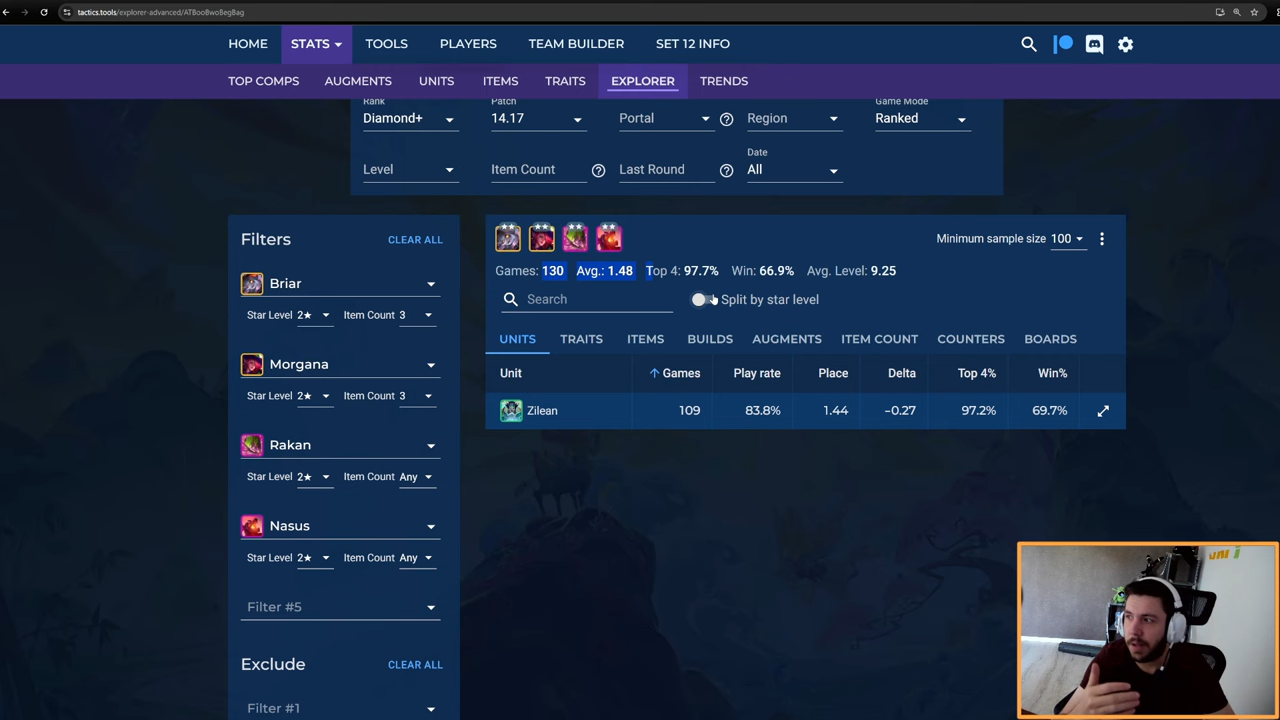 tactics.tools/explorer-advanced/ATBooBwoBegBag
HOME STATS TOOLS PLAYERS TEAM BUILDER SET 12 INFO
TOP COMPS AUGMENTS UNITS ITEMS TRAITS EXPLORER TRENDS
Rank Patch Game Mode
Diamond+ 14.17 Portal Region Ranked
Date
Level Item Count Last Round All
Filters CLEAR ALL
Briar
Star Level 2★ Item Count 3
Morgana
Star Level 2★ Item Count 3
Rakan
Star Level 2★ Item Count Any
Nasus
Star Level 2★ Item Count Any
Filter #5
Exclude CLEAR ALL
Filter #1
Minimum sample size 100
Games: 130 Avg.: 1.48 Top 4: 97.7% Win: 66.9% Avg. Level: 9.25
Search Split by star level
UNITS TRAITS ITEMS BUILDS AUGMENTS ITEM COUNT COUNTERS BOARDS
Unit Games Play rate Place Delta Top 4% Win%
Zilean 109 83.8% 1.44 −0.27 97.2% 69.7%